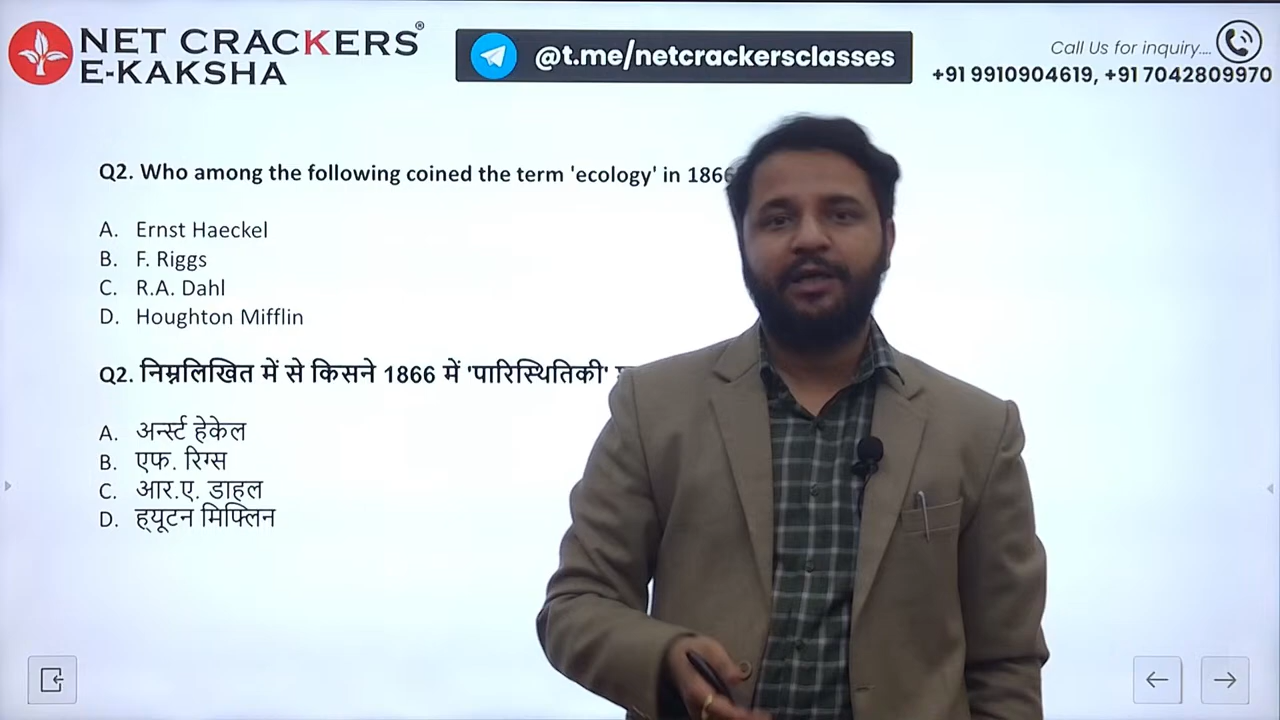 NET CRACKERS®
E-KAKSHA
@t.me/netcrackersclasses
Call Us for inquiry....
+91 9910904619, +91 7042809970
Q2. Who among the following coined the term 'ecology' in 1866
A. Ernst Haeckel
B. F. Riggs
C. R.A. Dahl
D. Houghton Mifflin
Q2. निम्नलिखित में से किसने 1866 में 'पारिस्थितिकी'
A. अर्न्स्ट हेकेल
B. एफ. रिग्स
C. आर.ए. डाहल
D. ह्यूटन मिफ्लिन